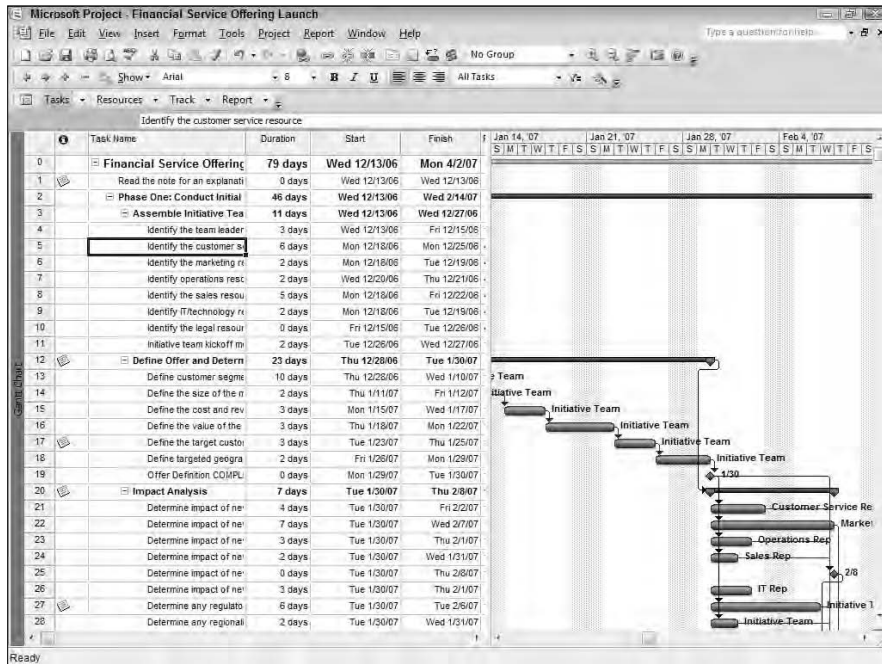 Microsoft Project - Financial Service Offering Launch
File Edit View Insert Format Tools Project Report Window Help
Type a question for help
No Group
Show Arial 8 B I U All Tasks
Tasks Resources Track Report
Identify the customer service resource
Task Name Duration Start Finish Jan 14, '07 Jan 21, '07 Jan 28, '07 Feb 4, '07
S M T W T F S S M T W T F S S M T W T F S S M T W T F S
0 Financial Service Offering 79 days Wed 12/13/06 Mon 4/2/07
1 Read the note for an explanati 0 days Wed 12/13/06 Wed 12/13/06
2 Phase One: Conduct Initial 46 days Wed 12/13/06 Wed 2/14/07
3 Assemble Initiative Tea 11 days Wed 12/13/06 Wed 12/27/06
4 Identify the team leader 3 days Wed 12/13/06 Fri 12/15/06
5 Identify the customer se 6 days Mon 12/18/06 Mon 12/25/06
6 Identify the marketing re 2 days Mon 12/18/06 Tue 12/19/06
7 Identify operations resc 2 days Wed 12/20/06 Thu 12/21/06
8 Identify the sales resou 5 days Mon 12/18/06 Fri 12/22/06
9 Identify IT/technology re 2 days Mon 12/18/06 Tue 12/19/06
10 Identify the legal resour 0 days Fri 12/15/06 Tue 12/26/06
11 Initiative team kickoff m 2 days Tue 12/26/06 Wed 12/27/06
12 Define Offer and Determ 23 days Thu 12/28/06 Tue 1/30/07
13 Define customer segme 10 days Thu 12/28/06 Wed 1/10/07 e Team
14 Define the size of the m 2 days Thu 1/11/07 Fri 1/12/07 itiative Team
15 Define the cost and rev 3 days Mon 1/15/07 Wed 1/17/07 Initiative Team
16 Define the value of the 3 days Thu 1/18/07 Mon 1/22/07 Initiative Team
17 Define the target custo 3 days Tue 1/23/07 Thu 1/25/07 Initiative Team
18 Define targeted geogra 2 days Fri 1/26/07 Mon 1/29/07 Initiative Team
19 Offer Definition COMPL 0 days Mon 1/29/07 Tue 1/30/07 1/30
20 Impact Analysis 7 days Tue 1/30/07 Thu 2/8/07
21 Determine impact of ne 4 days Tue 1/30/07 Fri 2/2/07 Customer Service Re
22 Determine impact of ne 7 days Tue 1/30/07 Wed 2/7/07 Market
23 Determine impact of ne 3 days Tue 1/30/07 Thu 2/1/07 Operations Rep
24 Determine impact of ne 2 days Tue 1/30/07 Wed 1/31/07 Sales Rep
25 Determine impact of ne 0 days Tue 1/30/07 Thu 2/8/07 2/8
26 Determine impact of ne 3 days Tue 1/30/07 Thu 2/1/07 IT Rep
27 Determine any regulato 6 days Tue 1/30/07 Tue 2/6/07 Initiative T
28 Determine any regionali 2 days Tue 1/30/07 Wed 1/31/07 Initiative Team
Gantt Chart
Ready